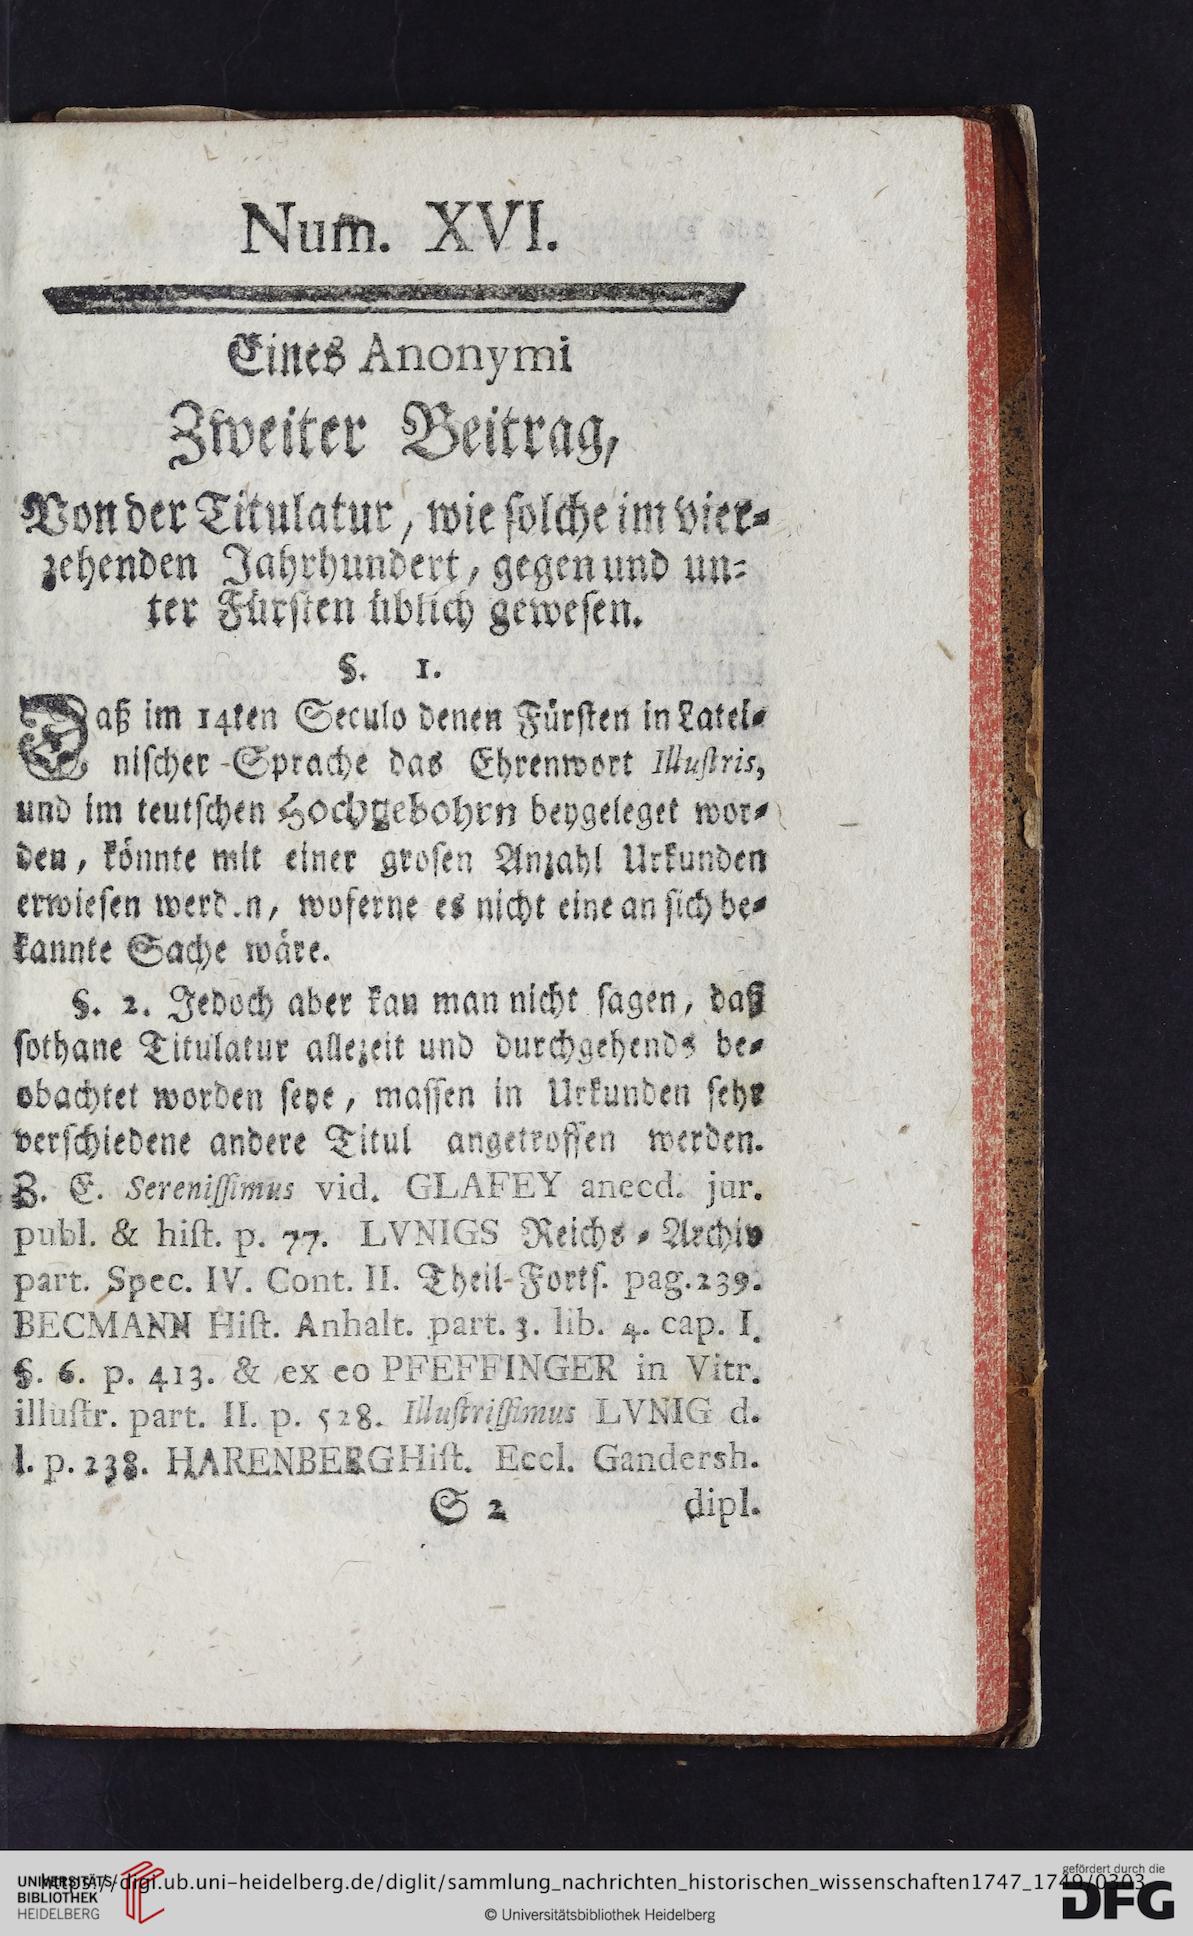 Num. XVI.
Eines Anonymi
Zweiter Beitrag,
Von der Titulatur, wie solche im vier-
zehenden Jahrhundert, gegen und un-
ter Fürsten üblich gewesen.
§. 1.
Daß im 14ten Seculo denen Fürsten in Latei-
nischer Sprache das Ehrenwort Illuſtris,
und im teutschen Hochgebohrn beygeleget wor-
den, könnte mit einer grosen Anzahl Urkunden
erwiesen werd.n, woferne es nicht eine an sich be-
kannte Sache wäre.
§. 2. Jedoch aber kan man nicht sagen, daß
sothane Titulatur allezeit und durchgehends be-
obachtet worden seye, massen in Urkunden sehr
verschiedene andere Titul angetroffen werden.
Z. E. Sereniſſimus vid. GLAFEY anecd. jur.
publ. & hiſt. p. 77. LVNIGS Reichs-Archiv
part. Spec. IV. Cont. II. Theil-Forts. pag. 239.
BECMANN Hiſt. Anhalt. part. 3. lib. 4. cap. I.
§. 6. p. 413. & ex eo PFEFFINGER in Vitr.
illuſtr. part. II. p. 528. Illuſtriſſimus LVNIG d.
l. p. 238. HARENBERG Hiſt. Eccl. Gandersh.
S 2 dipl.
UNIVERSITÄTS-
BIBLIOTHEK
HEIDELBERG
https://digi.ub.uni-heidelberg.de/diglit/sammlung_nachrichten_historischen_wissenschaften1747_1749/0303
© Universitätsbibliothek Heidelberg
gefördert durch die
DFG